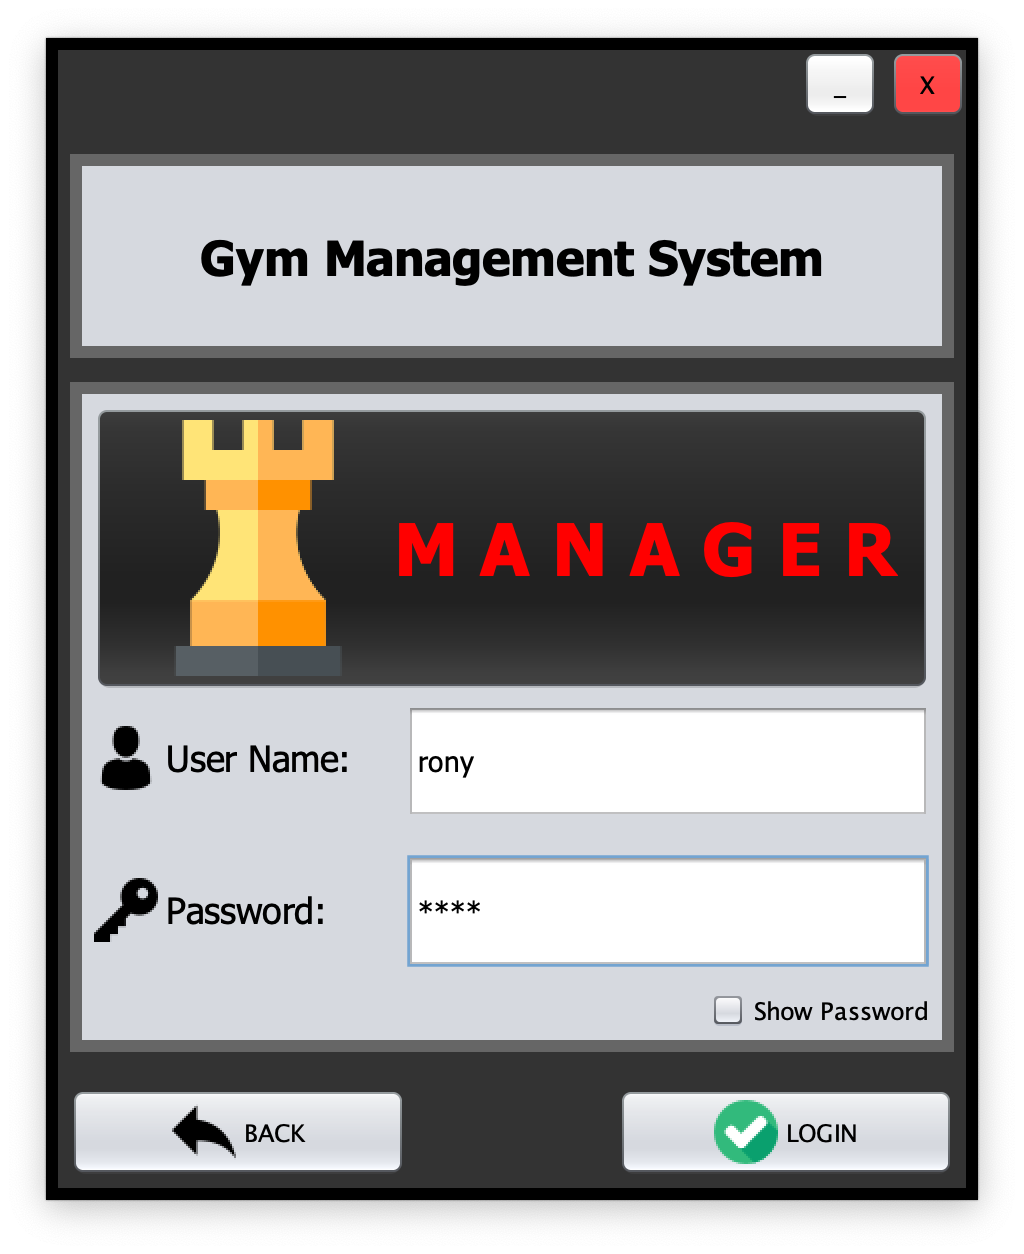 _ X
Gym Management System
MANAGER
User Name: rony
Password: ****
Show Password
BACK LOGIN